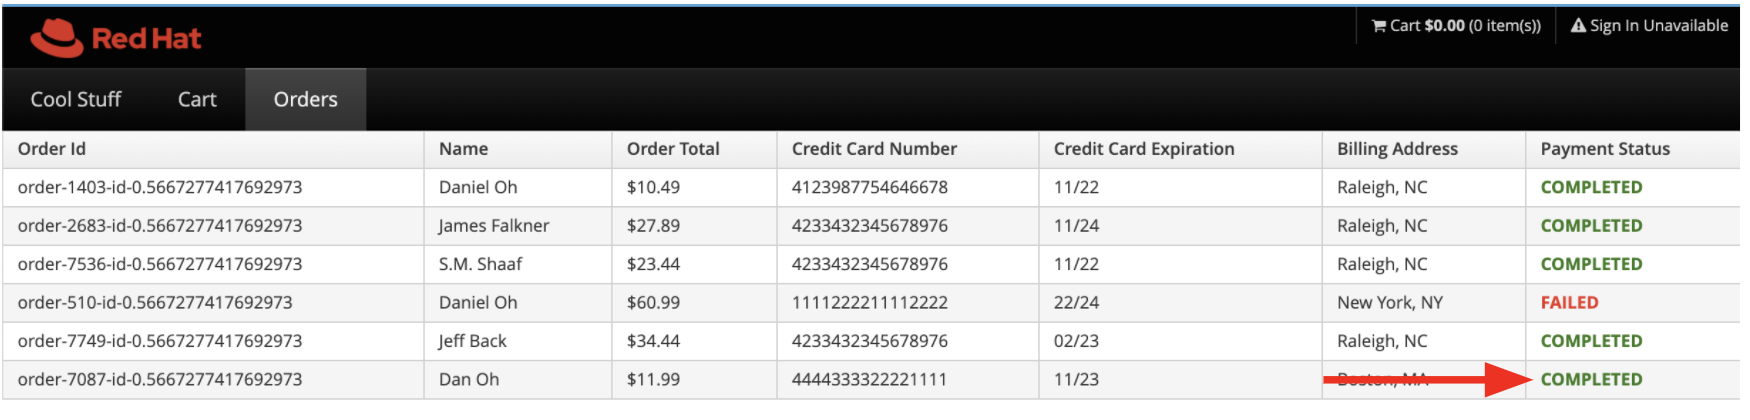 Red Hat
Cart $0.00 (0 item(s))
Sign In Unavailable
Cool Stuff Cart Orders
Order Id Name Order Total Credit Card Number Credit Card Expiration Billing Address Payment Status
order-1403-id-0.5667277417692973 Daniel Oh $10.49 4123987754646678 11/22 Raleigh, NC COMPLETED
order-2683-id-0.5667277417692973 James Falkner $27.89 4233432345678976 11/24 Raleigh, NC COMPLETED
order-7536-id-0.5667277417692973 S.M. Shaaf $23.44 4233432345678976 11/22 Raleigh, NC COMPLETED
order-510-id-0.5667277417692973 Daniel Oh $60.99 1111222211112222 22/24 New York, NY FAILED
order-7749-id-0.5667277417692973 Jeff Back $34.44 4233432345678976 02/23 Raleigh, NC COMPLETED
order-7087-id-0.5667277417692973 Dan Oh $11.99 4444333322221111 11/23 Boston, MA COMPLETED